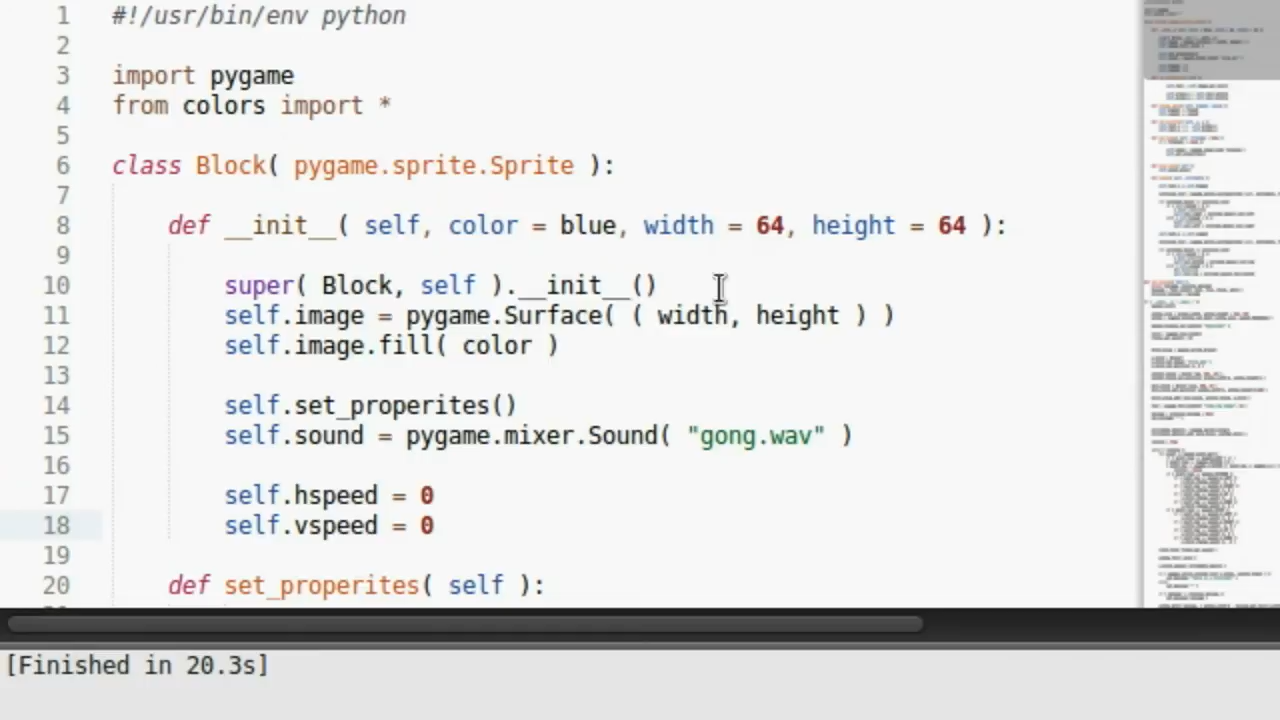 1 #!/usr/bin/env python
2
3 import pygame
4 from colors import *
5
6 class Block( pygame.sprite.Sprite ):
7
8 def __init__( self, color = blue, width = 64, height = 64 ):
9
10 super( Block, self ).__init__()
11 self.image = pygame.Surface( ( width, height ) )
12 self.image.fill( color )
13
14 self.set_properites()
15 self.sound = pygame.mixer.Sound( "gong.wav" )
16
17 self.hspeed = 0
18 self.vspeed = 0
19
20 def set_properites( self ):
[Finished in 20.3s]